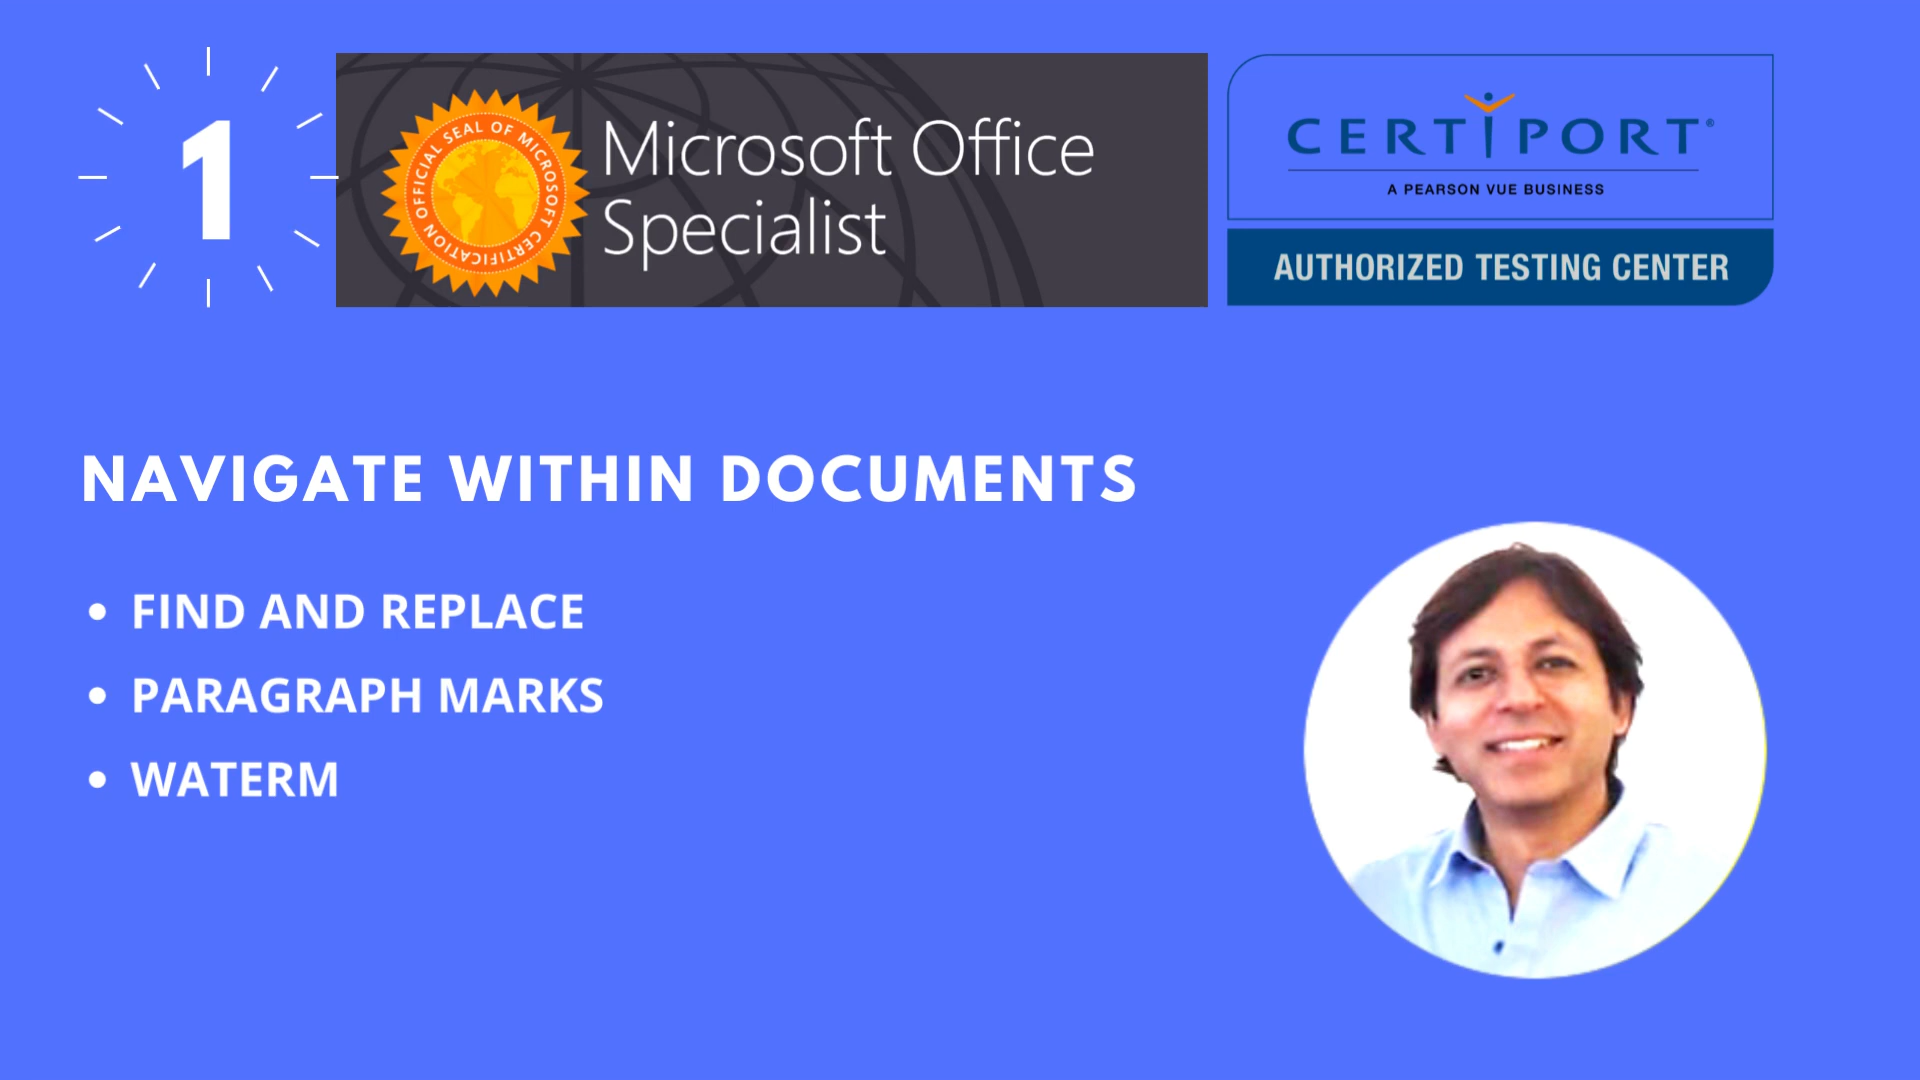 1
OFFICIAL SEAL OF MICROSOFT CERTIFICATION
Microsoft Office
Specialist
CERTIPORT®
A PEARSON VUE BUSINESS
AUTHORIZED TESTING CENTER
NAVIGATE WITHIN DOCUMENTS
• FIND AND REPLACE
• PARAGRAPH MARKS
• WATERM